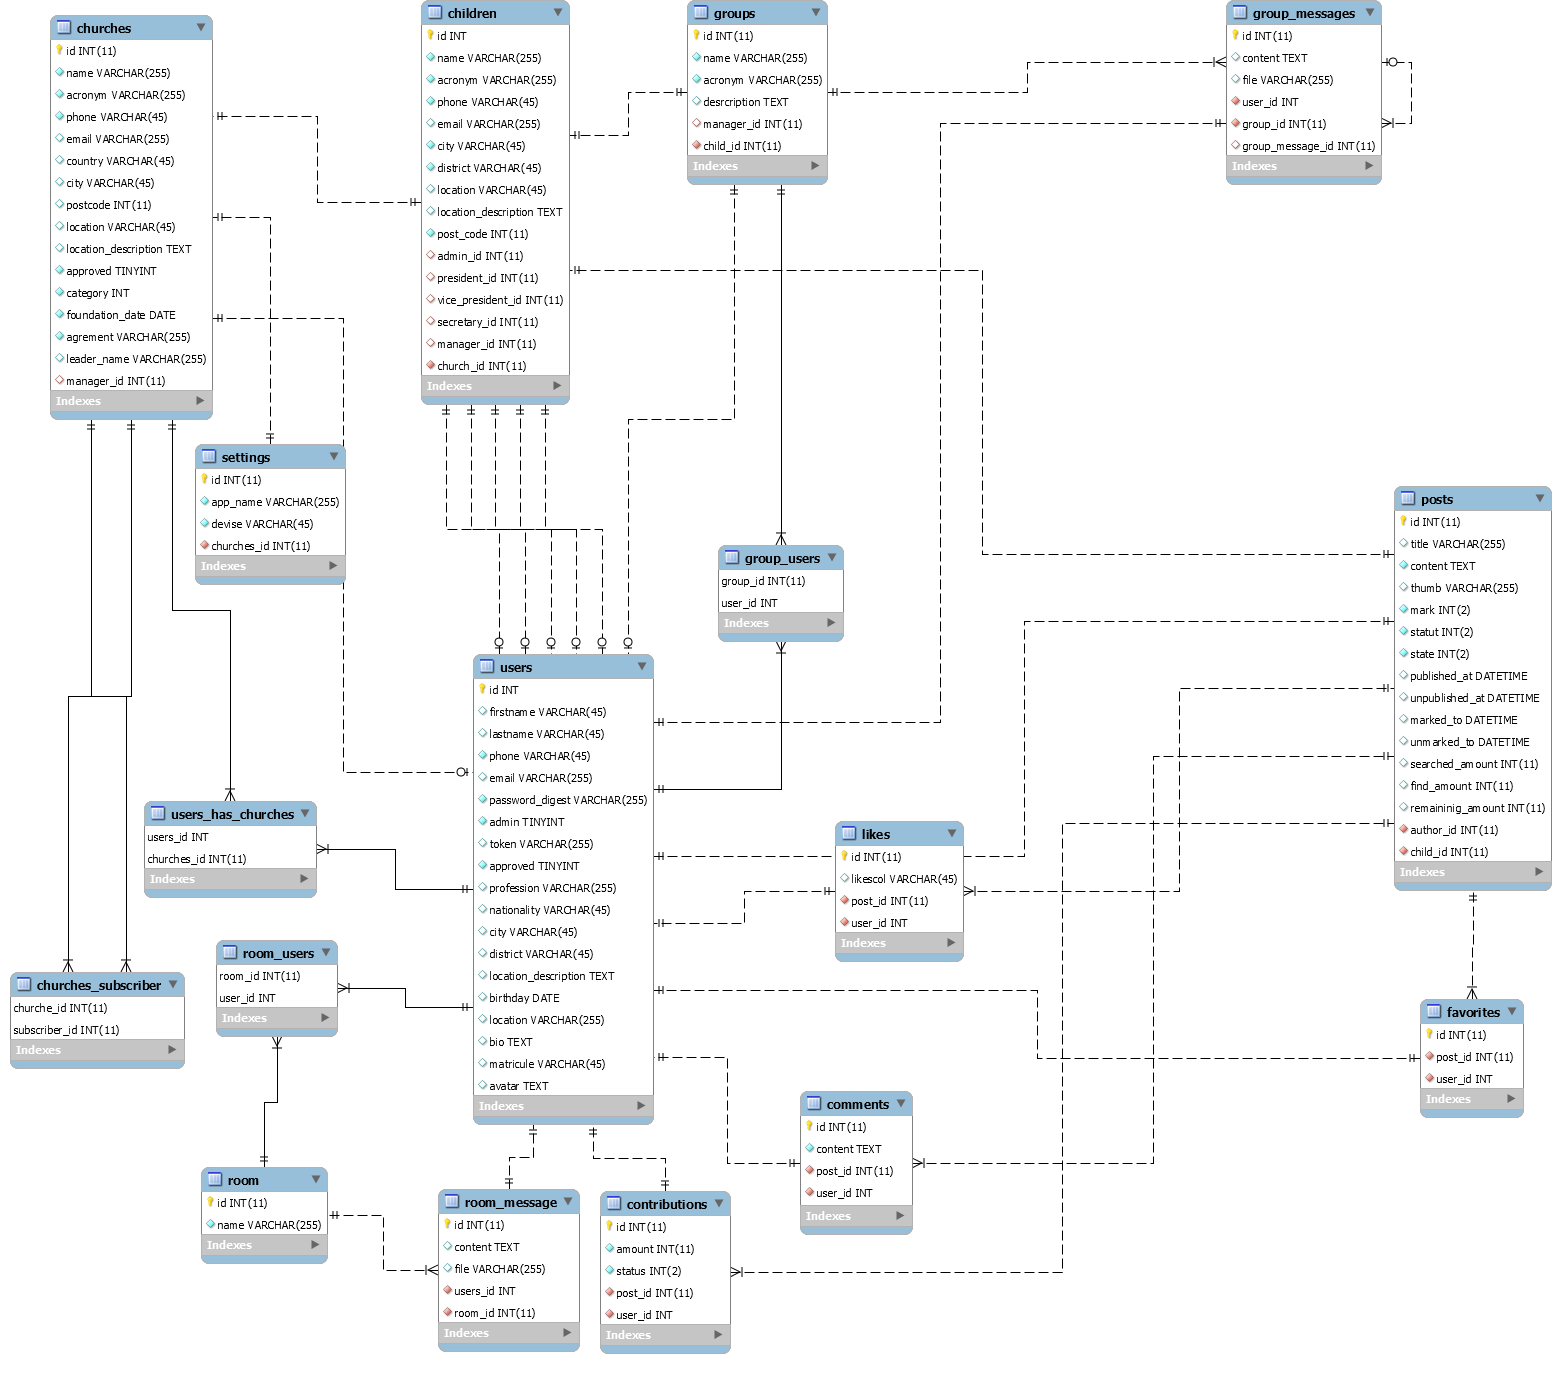 churches
id INT(11)
name VARCHAR(255)
acronym VARCHAR(255)
phone VARCHAR(45)
email VARCHAR(255)
country VARCHAR(45)
city VARCHAR(45)
postcode INT(11)
location VARCHAR(45)
location_description TEXT
approved TINYINT
category INT
foundation_date DATE
agrement VARCHAR(255)
leader_name VARCHAR(255)
manager_id INT(11)
Indexes
children
id INT
name VARCHAR(255)
acronym VARCHAR(255)
phone VARCHAR(45)
email VARCHAR(255)
city VARCHAR(45)
district VARCHAR(45)
location VARCHAR(45)
location_description TEXT
post_code INT(11)
admin_id INT(11)
president_id INT(11)
vice_president_id INT(11)
secretary_id INT(11)
manager_id INT(11)
church_id INT(11)
Indexes
groups
id INT(11)
name VARCHAR(255)
acronym VARCHAR(255)
desrcription TEXT
manager_id INT(11)
child_id INT(11)
Indexes
group_messages
id INT(11)
content TEXT
file VARCHAR(255)
user_id INT
group_id INT(11)
group_message_id INT(11)
Indexes
settings
id INT(11)
app_name VARCHAR(255)
devise VARCHAR(45)
churches_id INT(11)
Indexes
group_users
group_id INT(11)
user_id INT
Indexes
posts
id INT(11)
title VARCHAR(255)
content TEXT
thumb VARCHAR(255)
mark INT(2)
statut INT(2)
state INT(2)
published_at DATETIME
unpublished_at DATETIME
marked_to DATETIME
unmarked_to DATETIME
searched_amount INT(11)
find_amount INT(11)
remaininig_amount INT(11)
author_id INT(11)
child_id INT(11)
Indexes
users
id INT
firstname VARCHAR(45)
lastname VARCHAR(45)
phone VARCHAR(45)
email VARCHAR(255)
password_digest VARCHAR(255)
admin TINYINT
token VARCHAR(255)
approved TINYINT
profession VARCHAR(255)
nationality VARCHAR(45)
city VARCHAR(45)
district VARCHAR(45)
location_description TEXT
birthday DATE
location VARCHAR(255)
bio TEXT
matricule VARCHAR(45)
avatar TEXT
Indexes
users_has_churches
users_id INT
churches_id INT(11)
Indexes
likes
id INT(11)
likescol VARCHAR(45)
post_id INT(11)
user_id INT
Indexes
churches_subscriber
churche_id INT(11)
subscriber_id INT(11)
Indexes
room_users
room_id INT(11)
user_id INT
Indexes
favorites
id INT(11)
post_id INT(11)
user_id INT
Indexes
comments
id INT(11)
content TEXT
post_id INT(11)
user_id INT
Indexes
room
id INT(11)
name VARCHAR(255)
Indexes
room_message
id INT(11)
content TEXT
file VARCHAR(255)
users_id INT
room_id INT(11)
Indexes
contributions
id INT(11)
amount INT(11)
status INT(2)
post_id INT(11)
user_id INT
Indexes